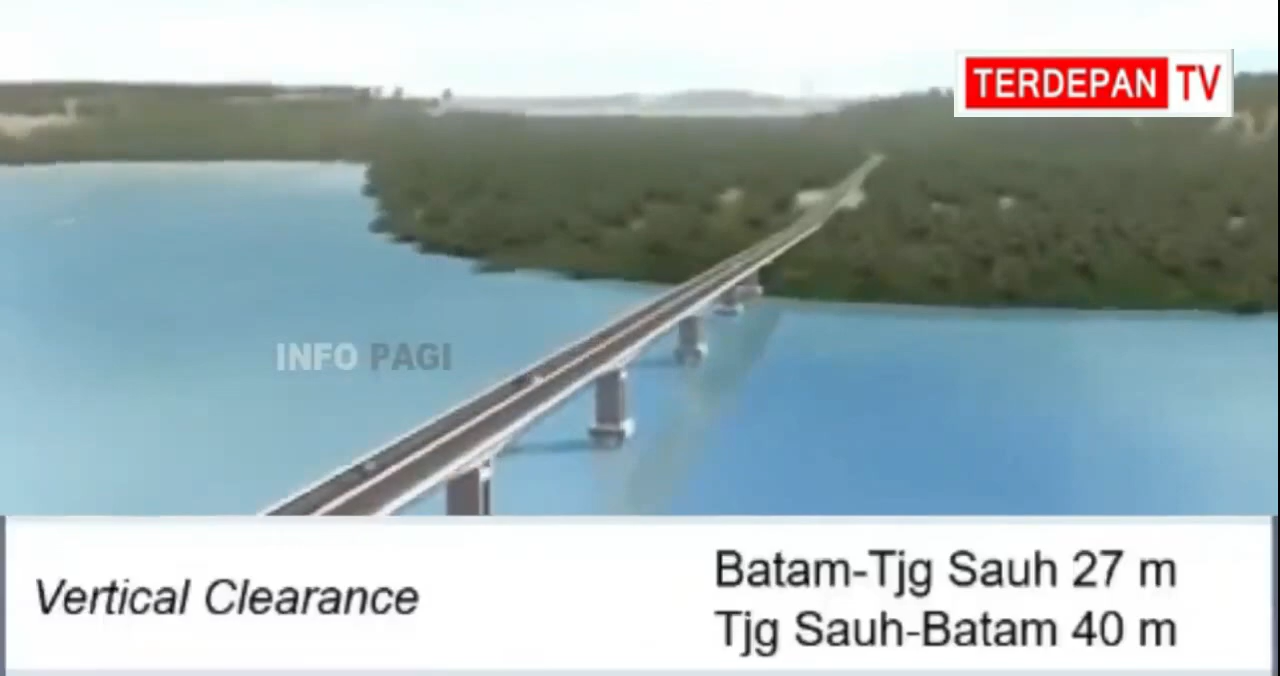 TERDEPAN TV
INFO PAGI
Vertical Clearance
Batam-Tjg Sauh 27 m
Tjg Sauh-Batam 40 m